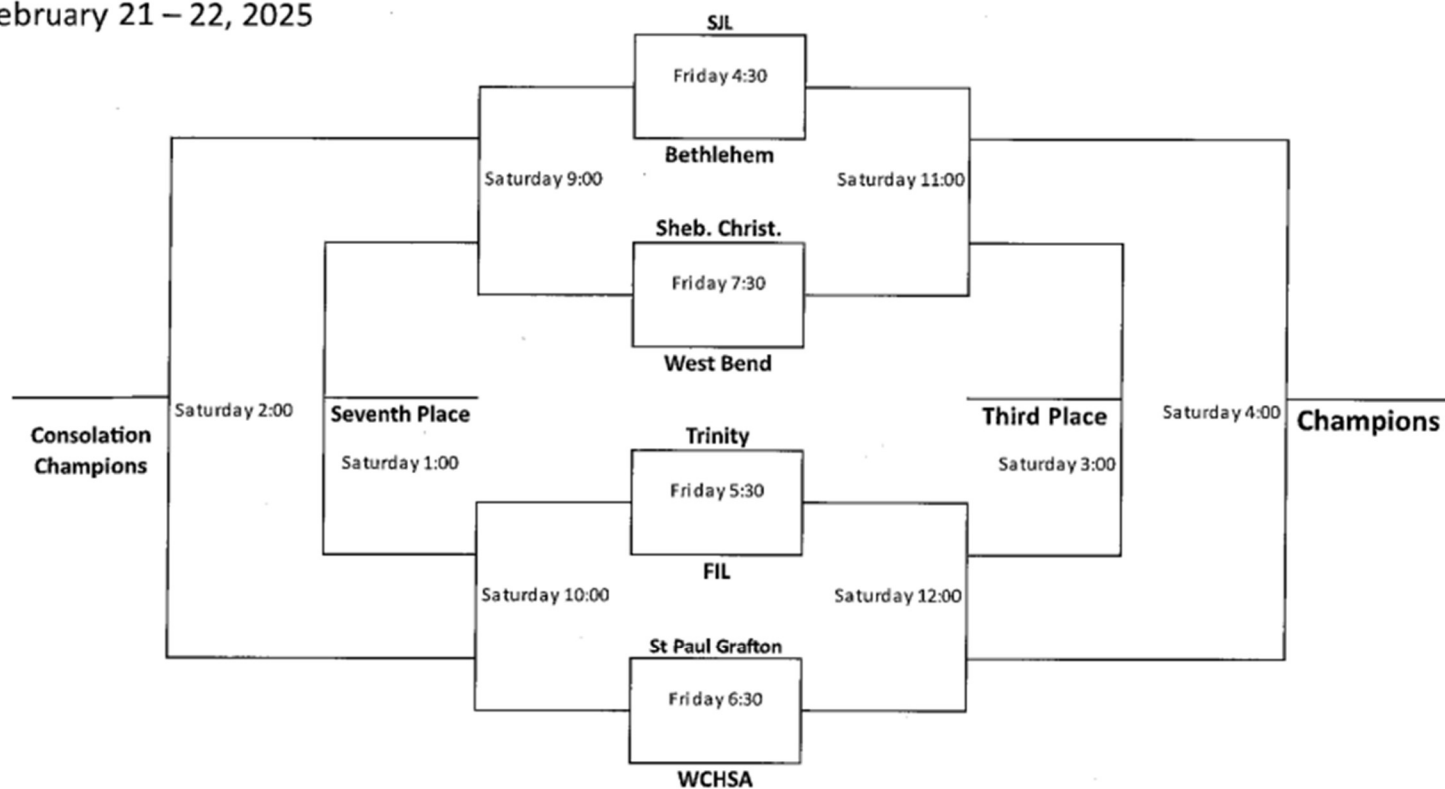 ebruary 21 – 22, 2025
SJL
Friday 4:30
Bethlehem
Saturday 9:00
Saturday 11:00
Sheb. Christ.
Friday 7:30
West Bend
Saturday 2:00
Seventh Place
Third Place
Saturday 4:00
Champions
Consolation
Champions
Trinity
Saturday 1:00
Saturday 3:00
Friday 5:30
FIL
Saturday 10:00
Saturday 12:00
St Paul Grafton
Friday 6:30
WCHSA